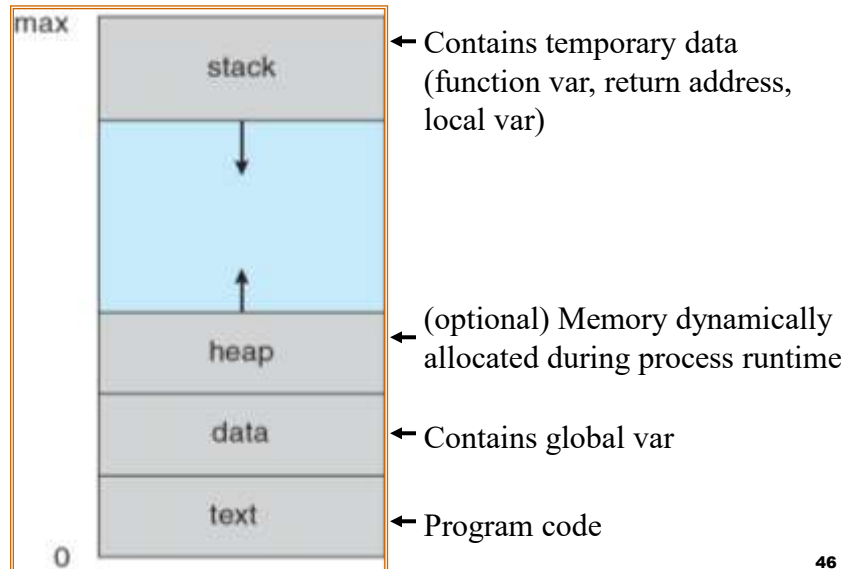 max
stack
← Contains temporary data
(function var, return address,
local var)
(optional) Memory dynamically
← allocated during process runtime
heap
data
← Contains global var
text
← Program code
0
46